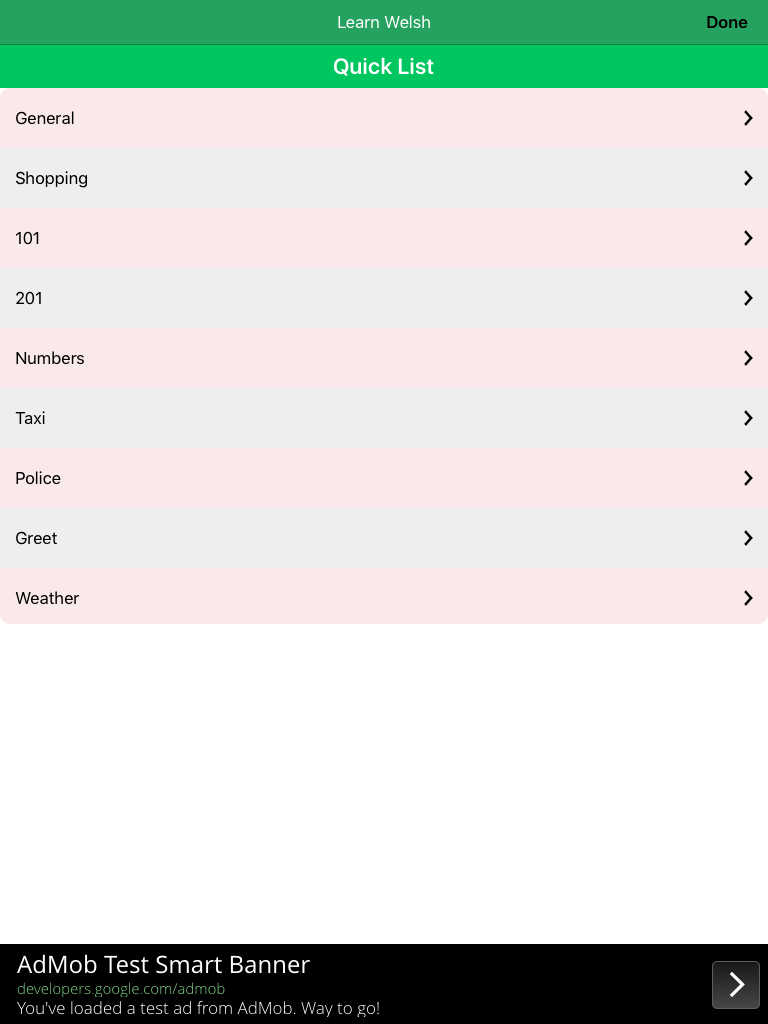 Learn Welsh
Done
Quick List
General
Shopping
101
201
Numbers
Taxi
Police
Greet
Weather
AdMob Test Smart Banner
developers.google.com/admob
You've loaded a test ad from AdMob. Way to go!